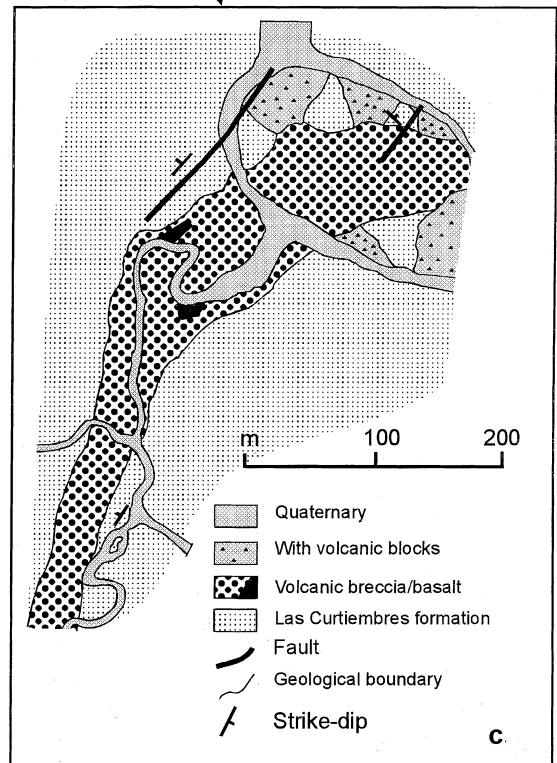 m 100 200
Quaternary
With volcanic blocks
Volcanic breccia/basalt
Las Curtiembres formation
Fault
Geological boundary
Strike-dip
c.